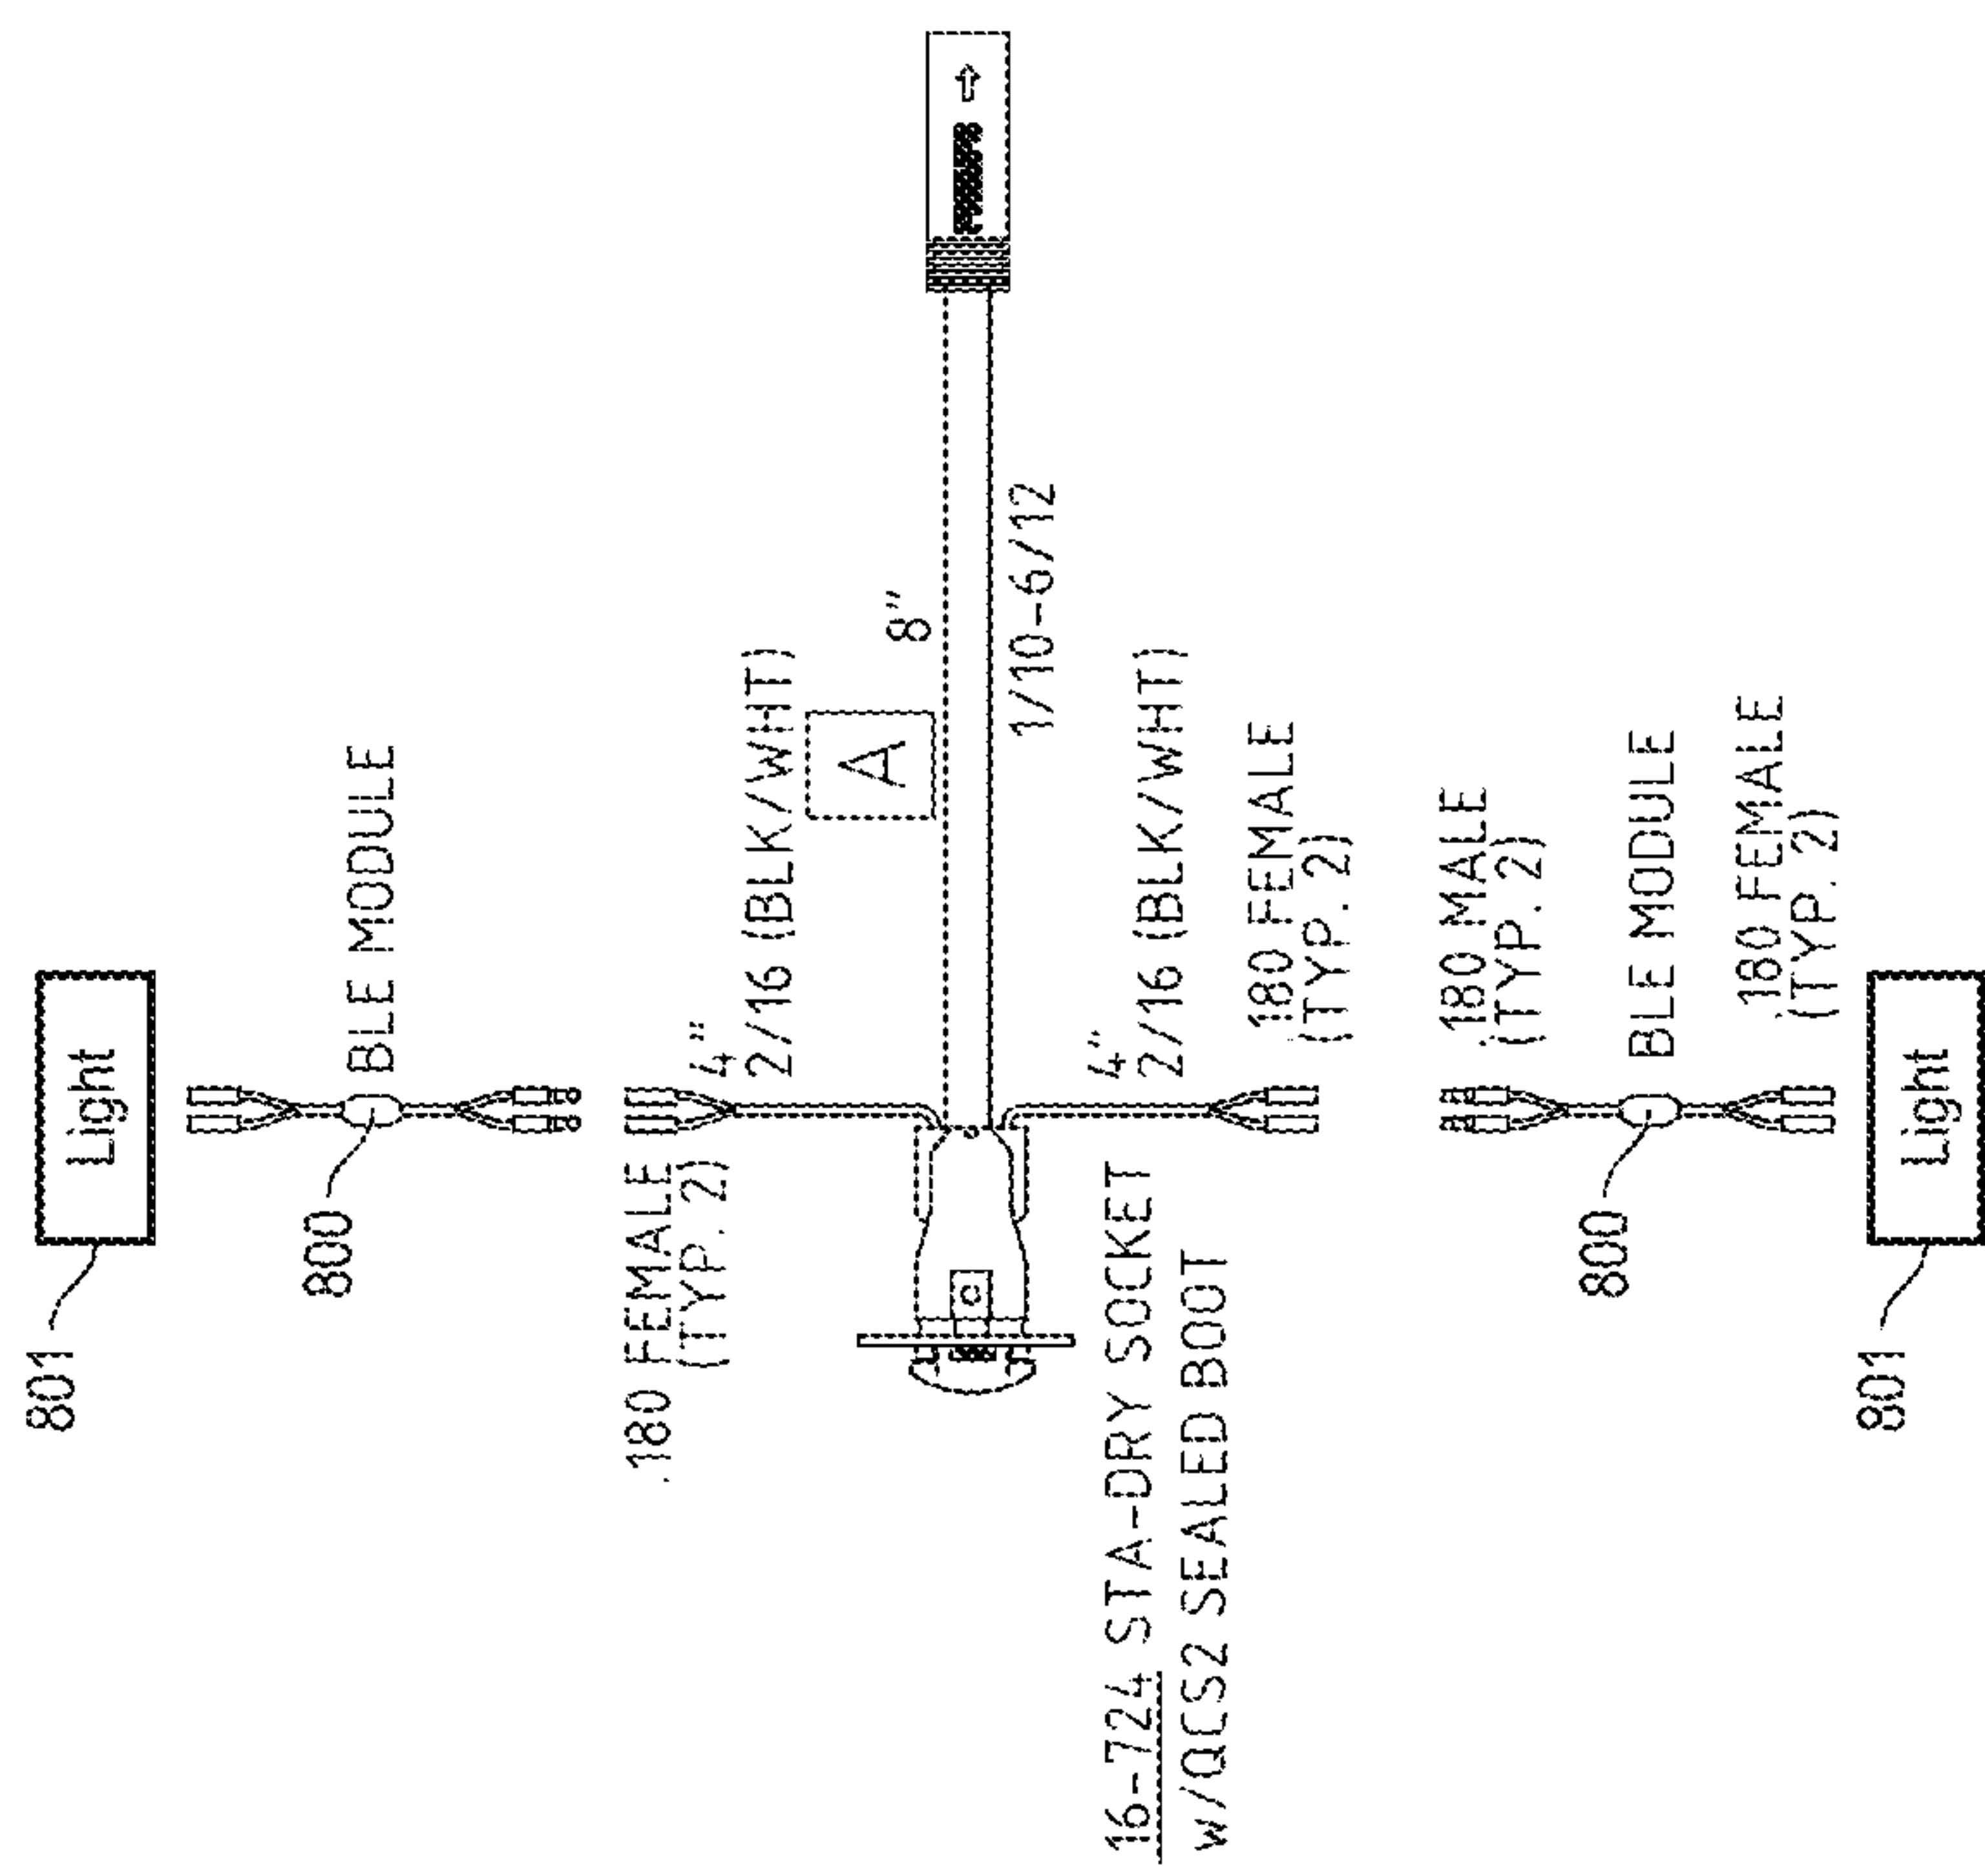 801
Light
BLE MODULE
800
.180 FEMALE
(TYP. 2)
4"
2/16 (BLK/WHT)
A
8"
1/10-6/12
4"
2/16 (BLK/WHT)
16-724 STA-DRY SOCKET
w/QCS2 SEALED BOOT
.180 FEMALE
(TYP. 2)
.180 MALE
(TYP. 2)
BLE MODULE
800
.180 FEMALE
(TYP. 2)
801
Light